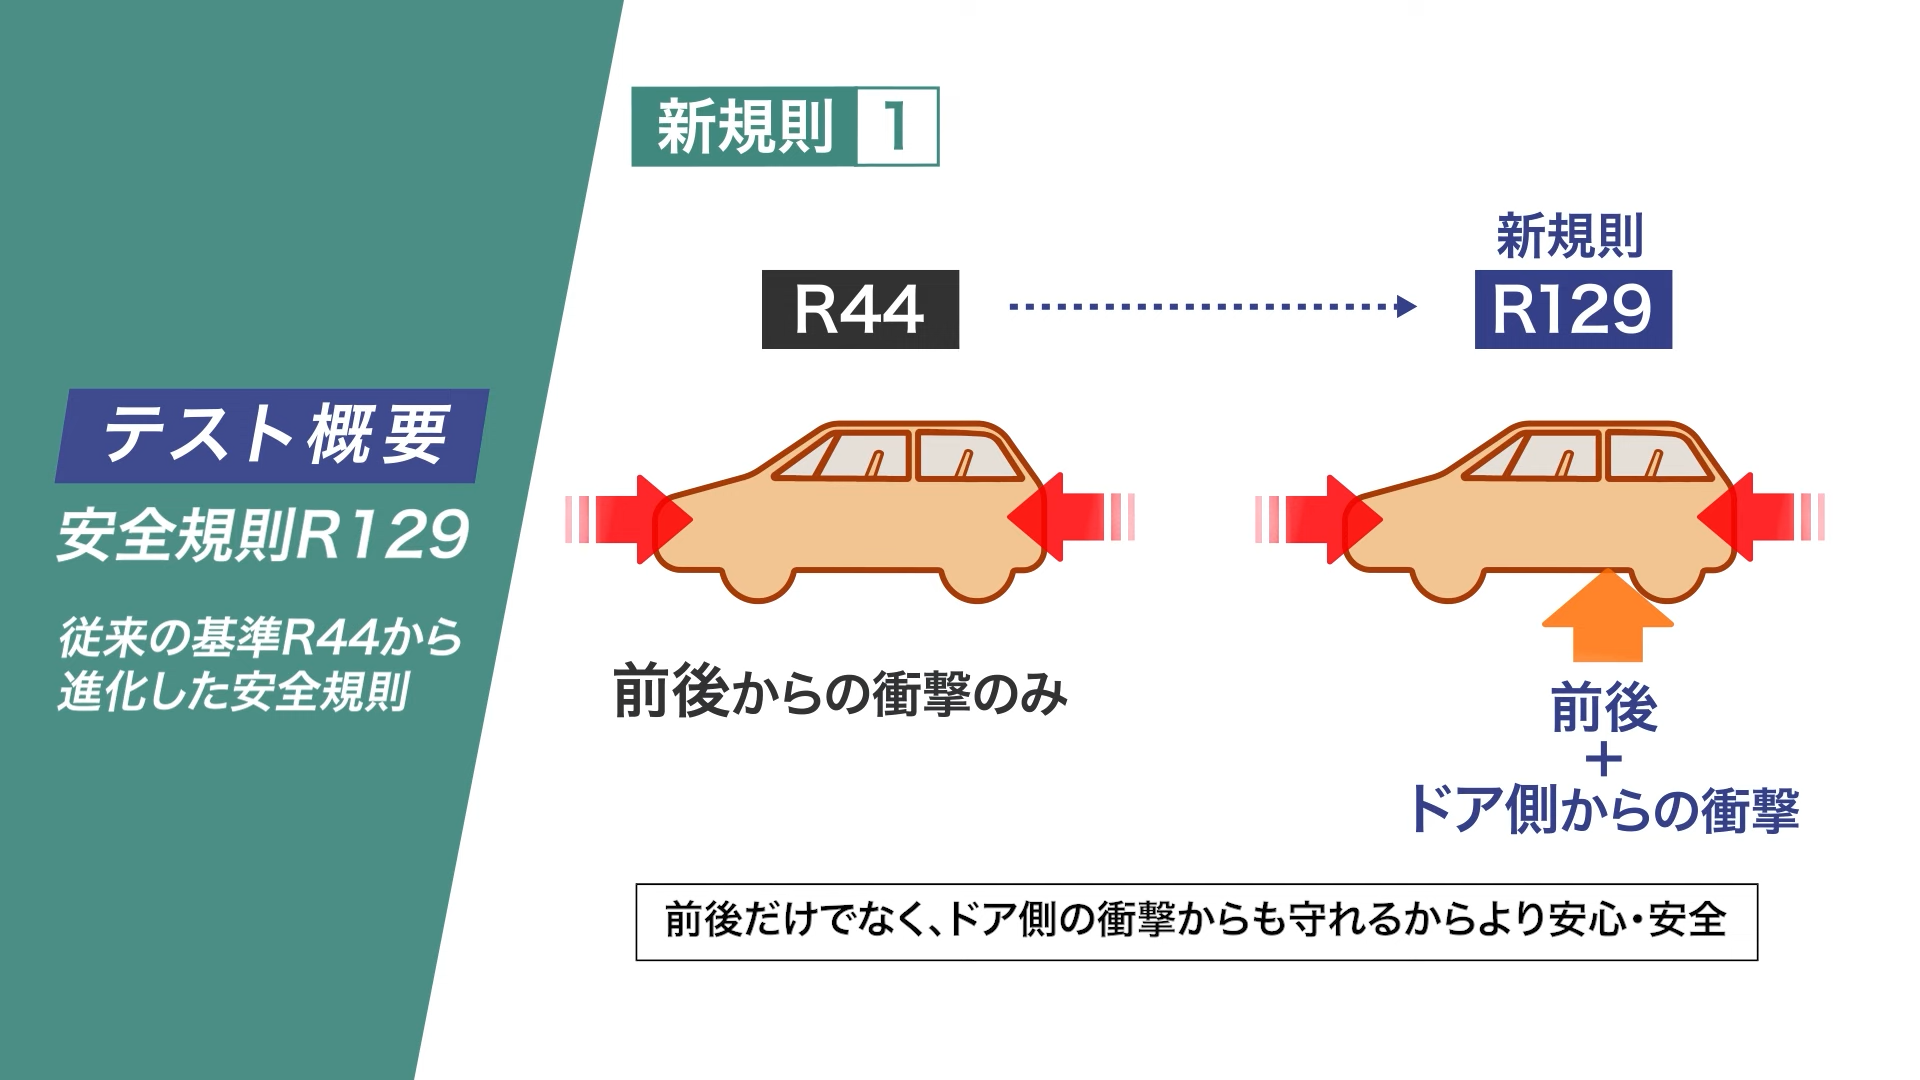 テスト概要
安全規則R129
従来の基準R44から
進化した安全規則
新規則 1
R44
新規則
R129
前後からの衝撃のみ
前後
+
ドア側からの衝撃
前後だけでなく、ドア側の衝撃からも守れるからより安心・安全